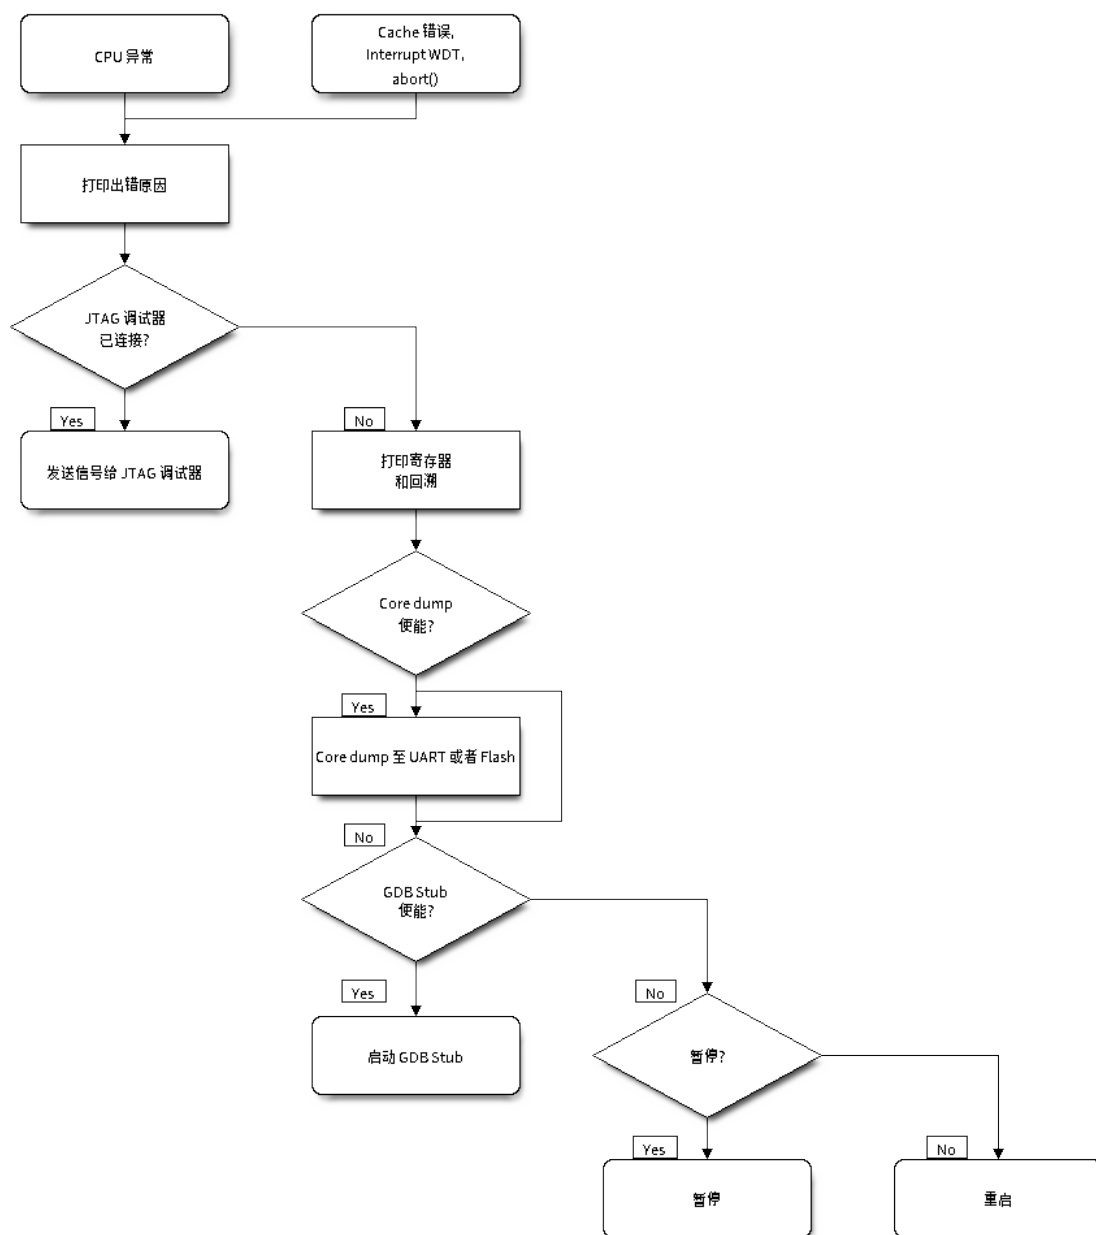 CPU 异常
Cache 错误,
Interrupt WDT,
abort()
打印出错原因
JTAG 调试器
已连接?
Yes
No
发送信号给 JTAG 调试器
打印寄存器
和回溯
Core dump
便能?
Yes
Core dump 至 UART 或者 Flash
No
GDB Stub
便能?
Yes
No
启动 GDB Stub
暂停?
Yes
No
暂停
重启